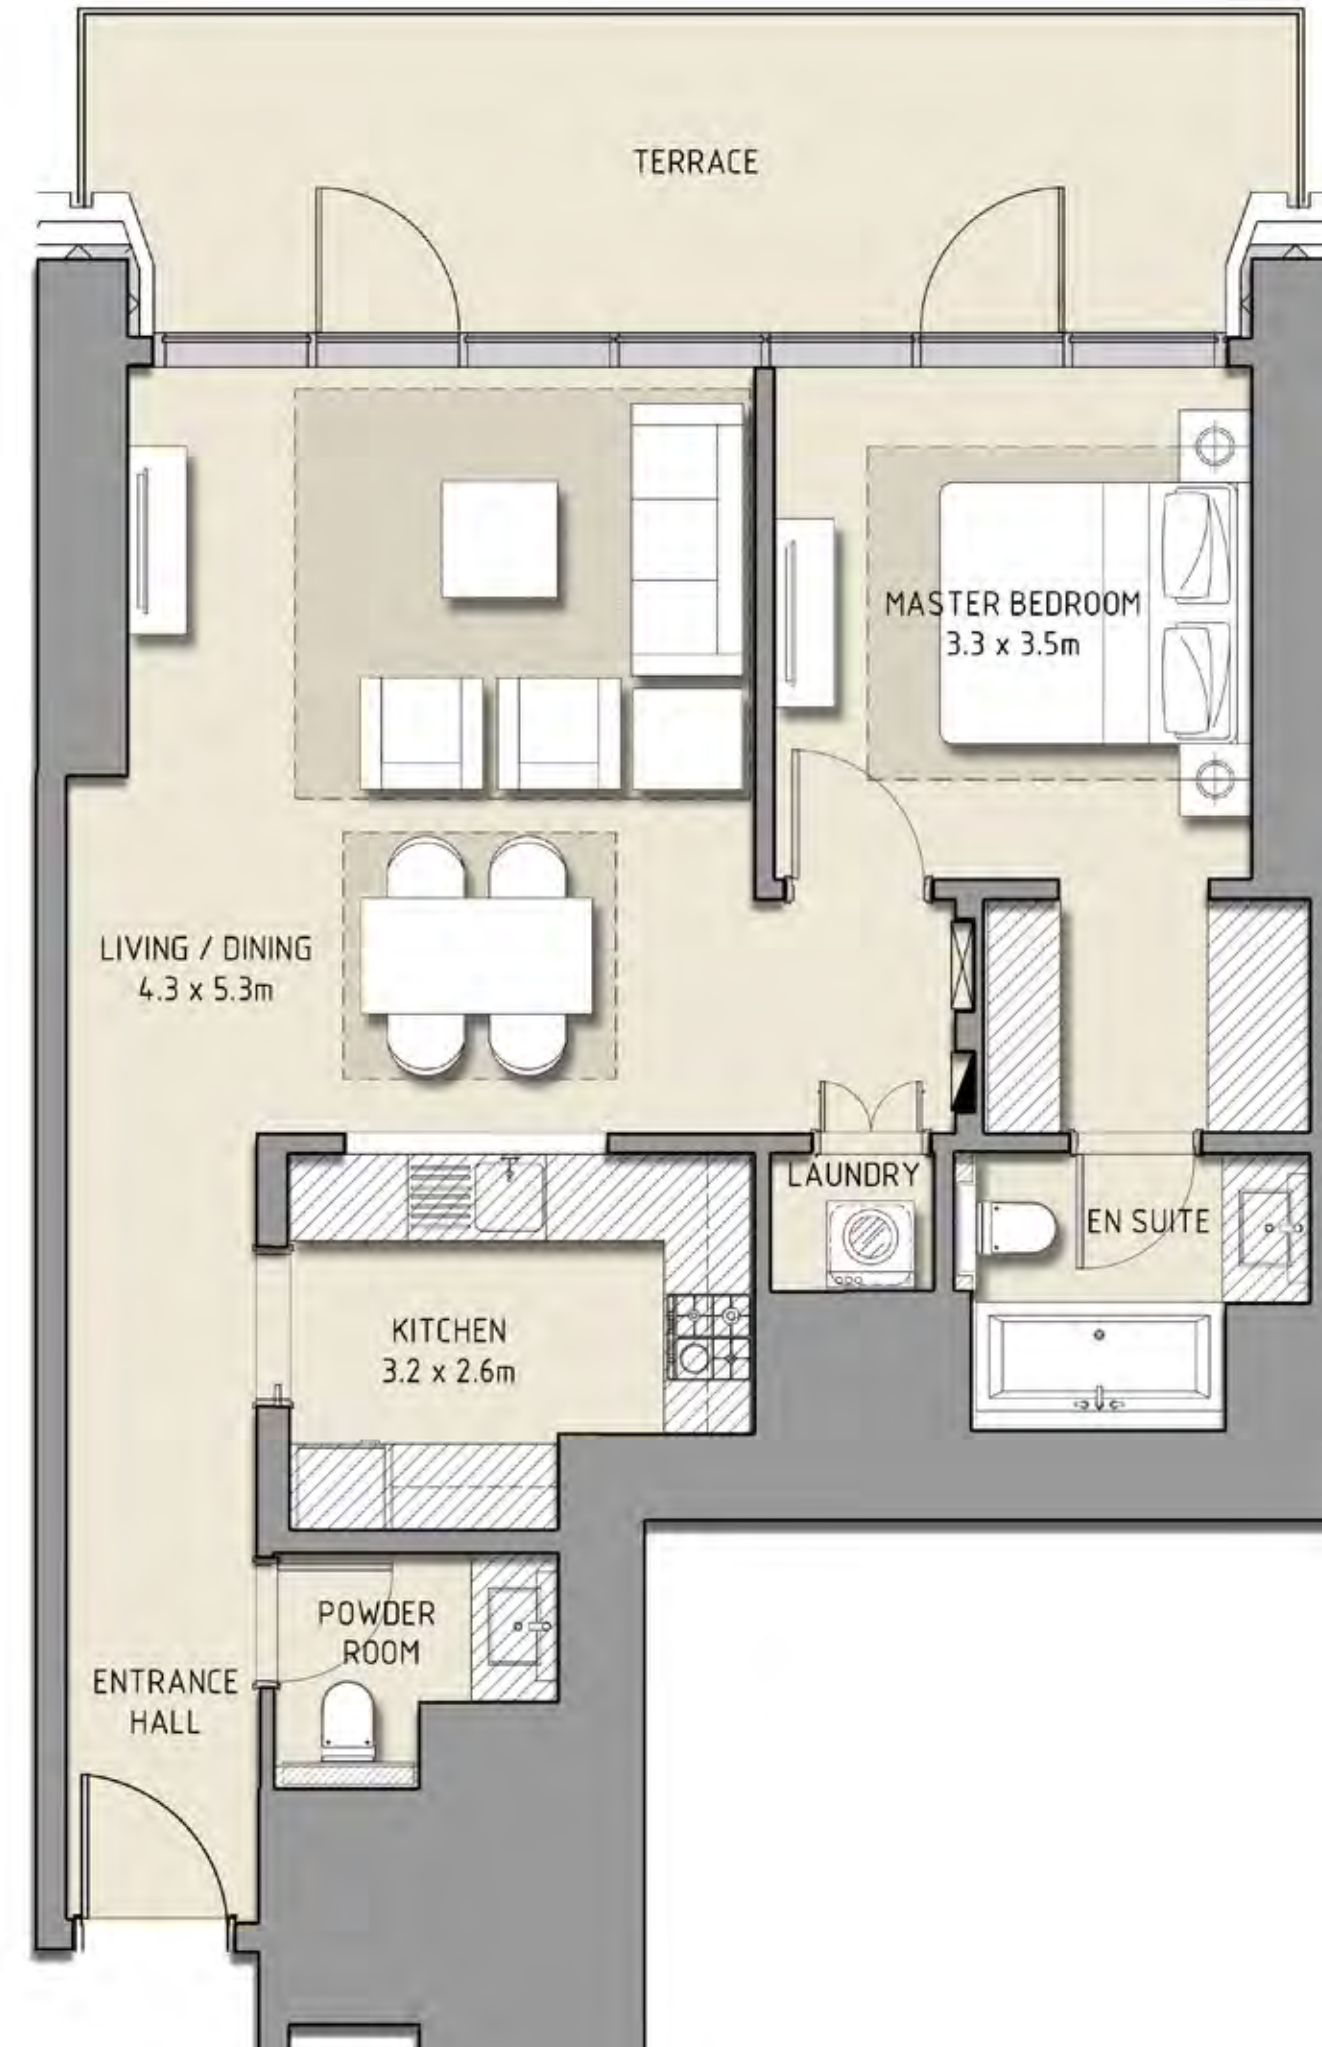 TERRACE
MASTER BEDROOM
3.3 x 3.5m
LIVING / DINING
4.3 x 5.3m
LAUNDRY
EN SUITE
KITCHEN
3.2 x 2.6m
POWDER
ROOM
ENTRANCE
HALL